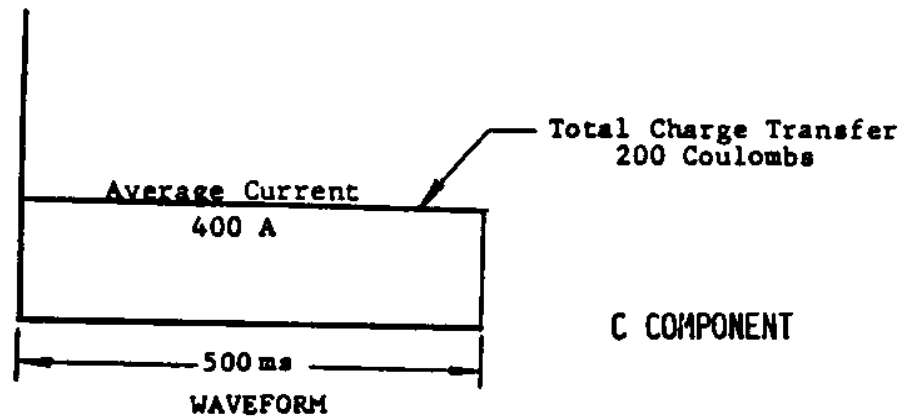 Total Charge Transfer
200 Coulombs
Average Current
400 A
C COMPONENT
500 ms
WAVEFORM